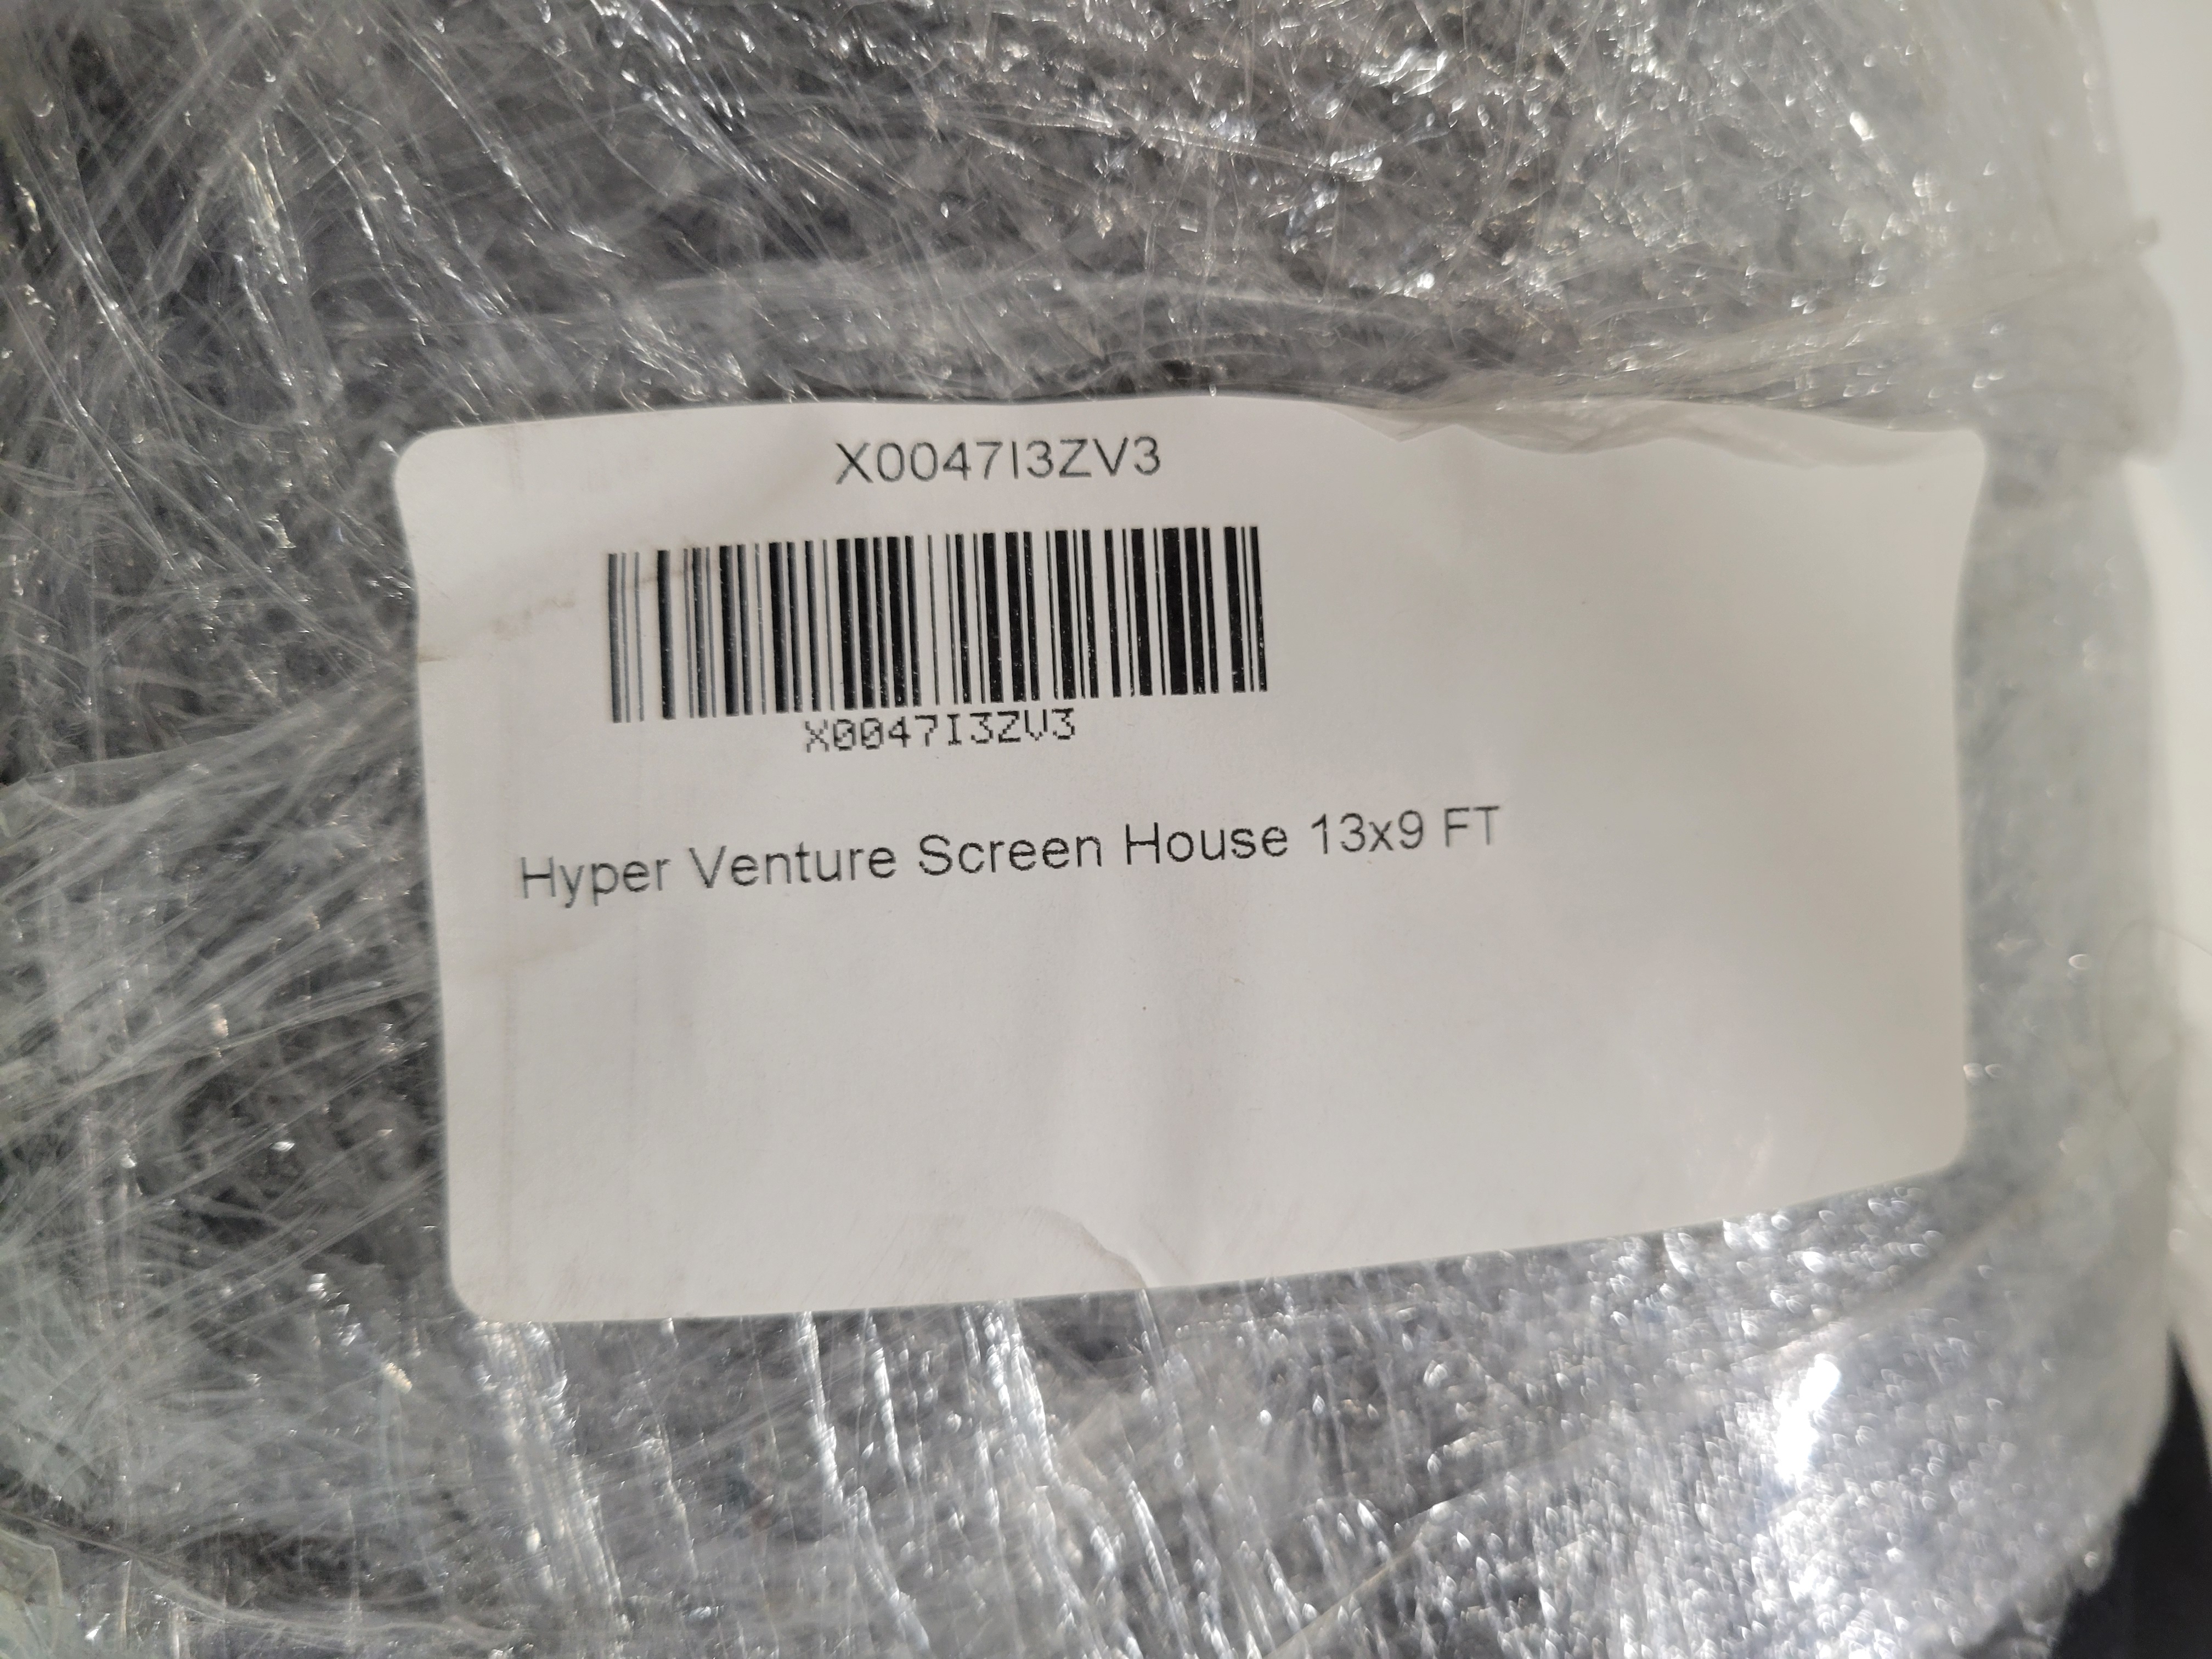 X0047I3ZV3
X0047I3ZV3
Hyper Venture Screen House 13x9 FT